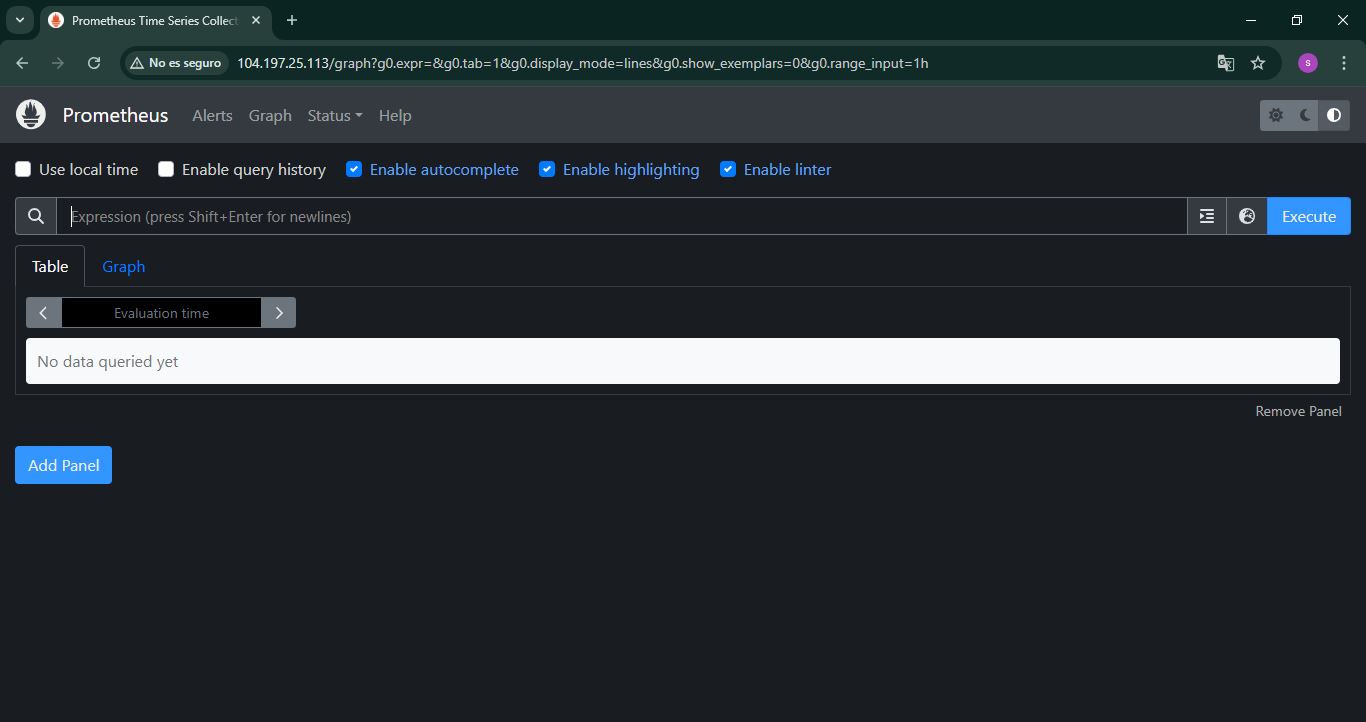 Prometheus Time Series Collect
No es seguro 104.197.25.113/graph?g0.expr=&g0.tab=1&g0.display_mode=lines&g0.show_exemplars=0&g0.range_input=1h s
Prometheus Alerts Graph Status Help
Use local time Enable query history Enable autocomplete Enable highlighting Enable linter
Expression (press Shift+Enter for newlines) Execute
Table Graph
Evaluation time
No data queried yet
Remove Panel
Add Panel